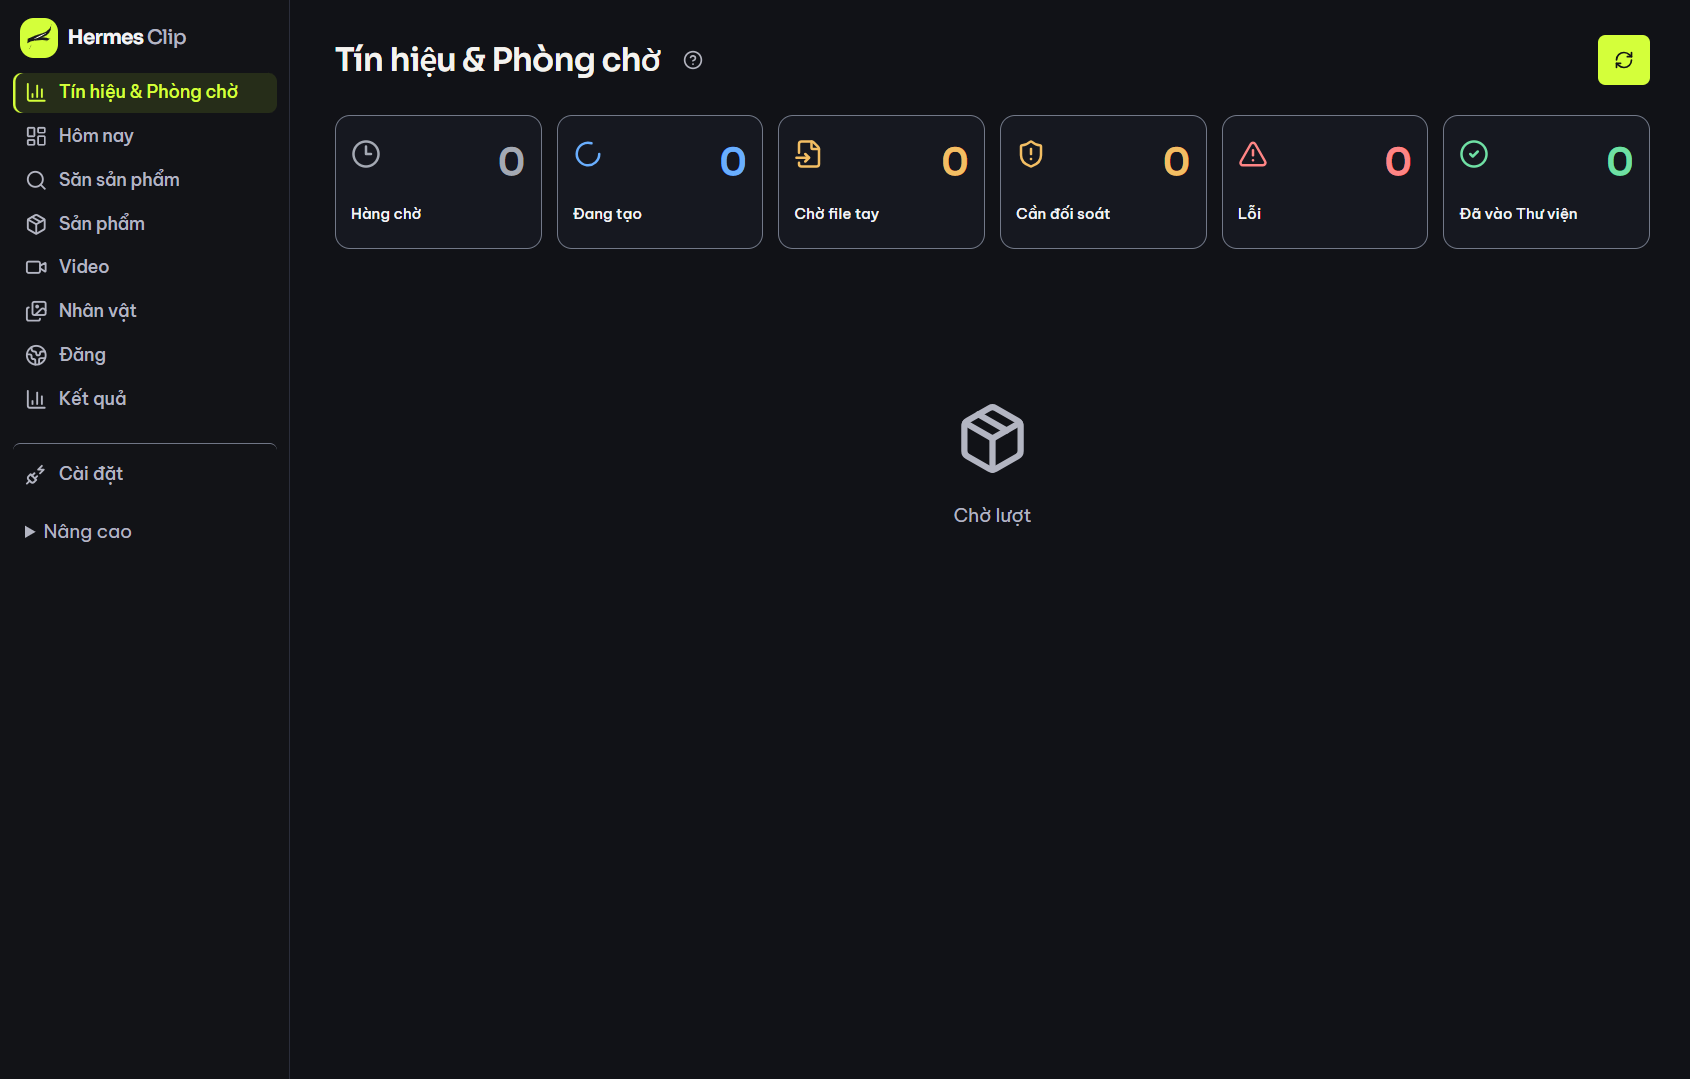 Hermes Clip
Tín hiệu & Phòng chờ
Hôm nay
Săn sản phẩm
Sản phẩm
Video
Nhân vật
Đăng
Kết quả
Cài đặt
Nâng cao
Tín hiệu & Phòng chờ
0
Hàng chờ
0
Đang tạo
0
Chờ file tay
0
Cần đối soát
0
Lỗi
0
Đã vào Thư viện
Chờ lượt